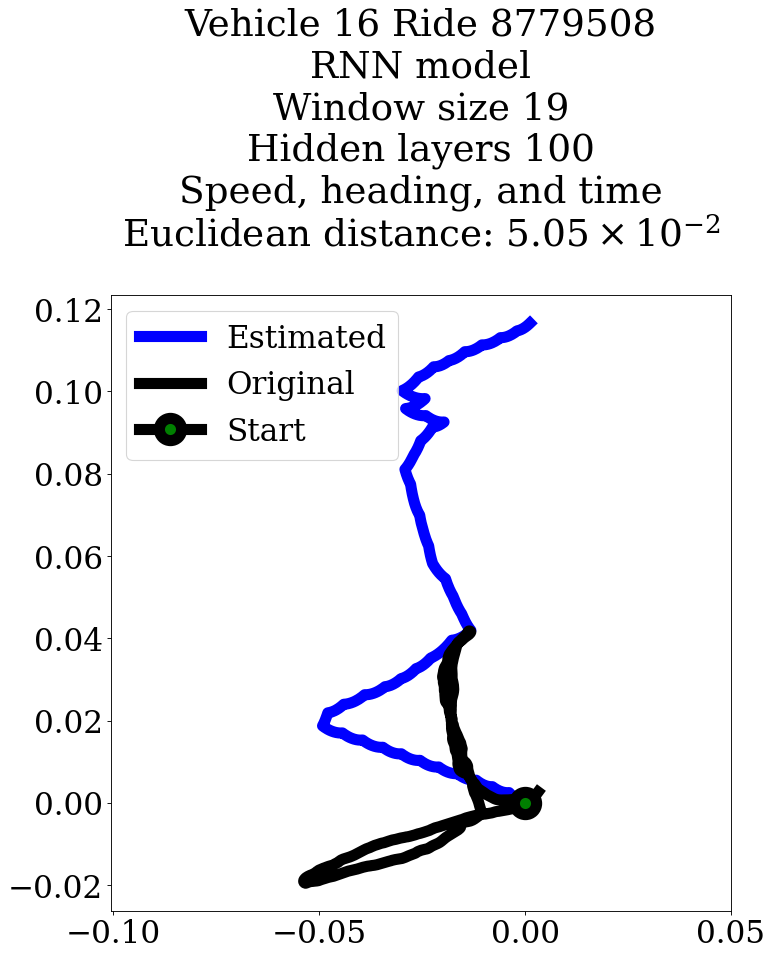 Vehicle 16 Ride 8779508
RNN model
Window size 19
Hidden layers 100
Speed, heading, and time
Euclidean distance: 5.05 × 10⁻²
0.12
0.10
0.08
0.06
0.04
0.02
0.00
−0.02
Estimated
Original
Start
−0.10
−0.05
0.00
0.05